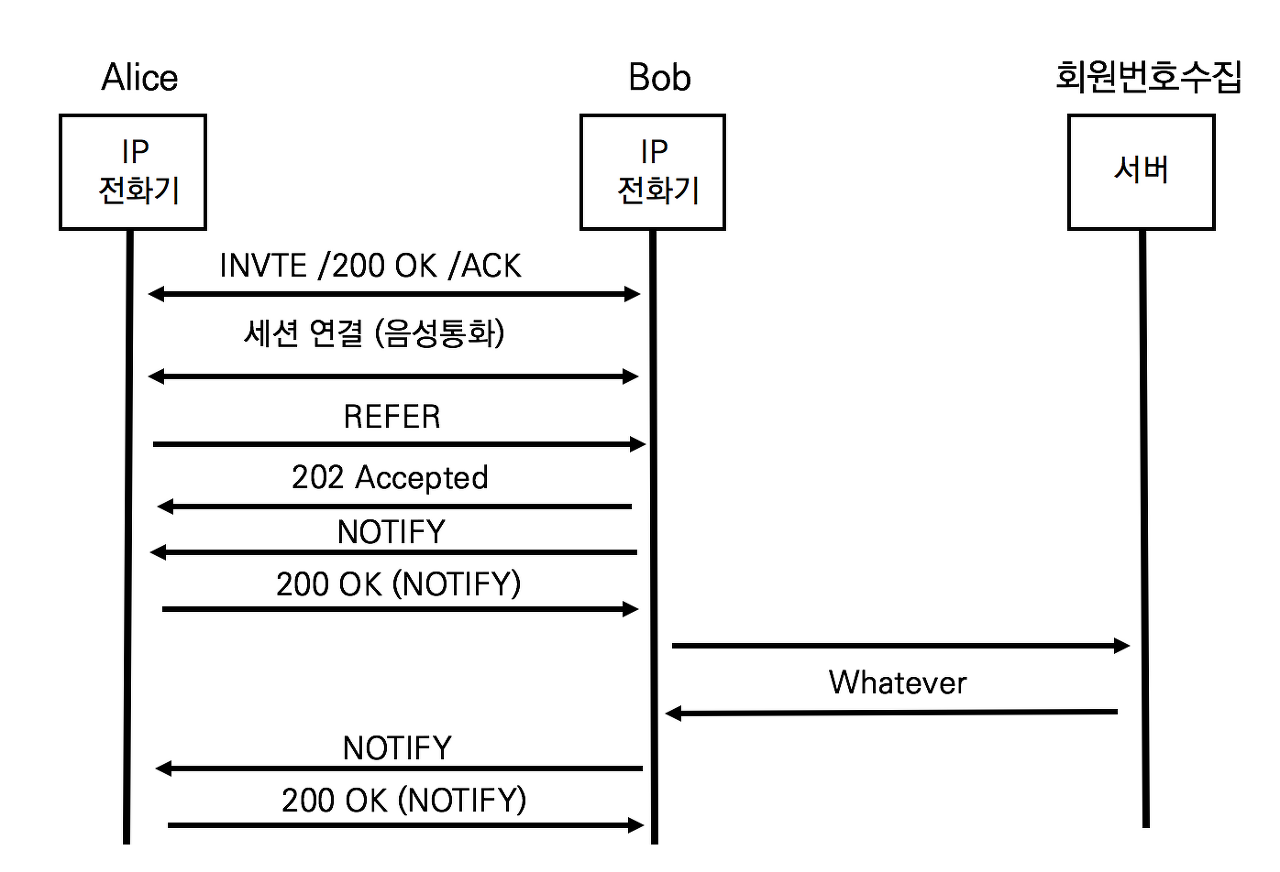 Alice
Bob
회원번호수집
IP
전화기
IP
전화기
서버
INVTE /200 OK /ACK
세션 연결 (음성통화)
REFER
202 Accepted
NOTIFY
200 OK (NOTIFY)
Whatever
NOTIFY
200 OK (NOTIFY)